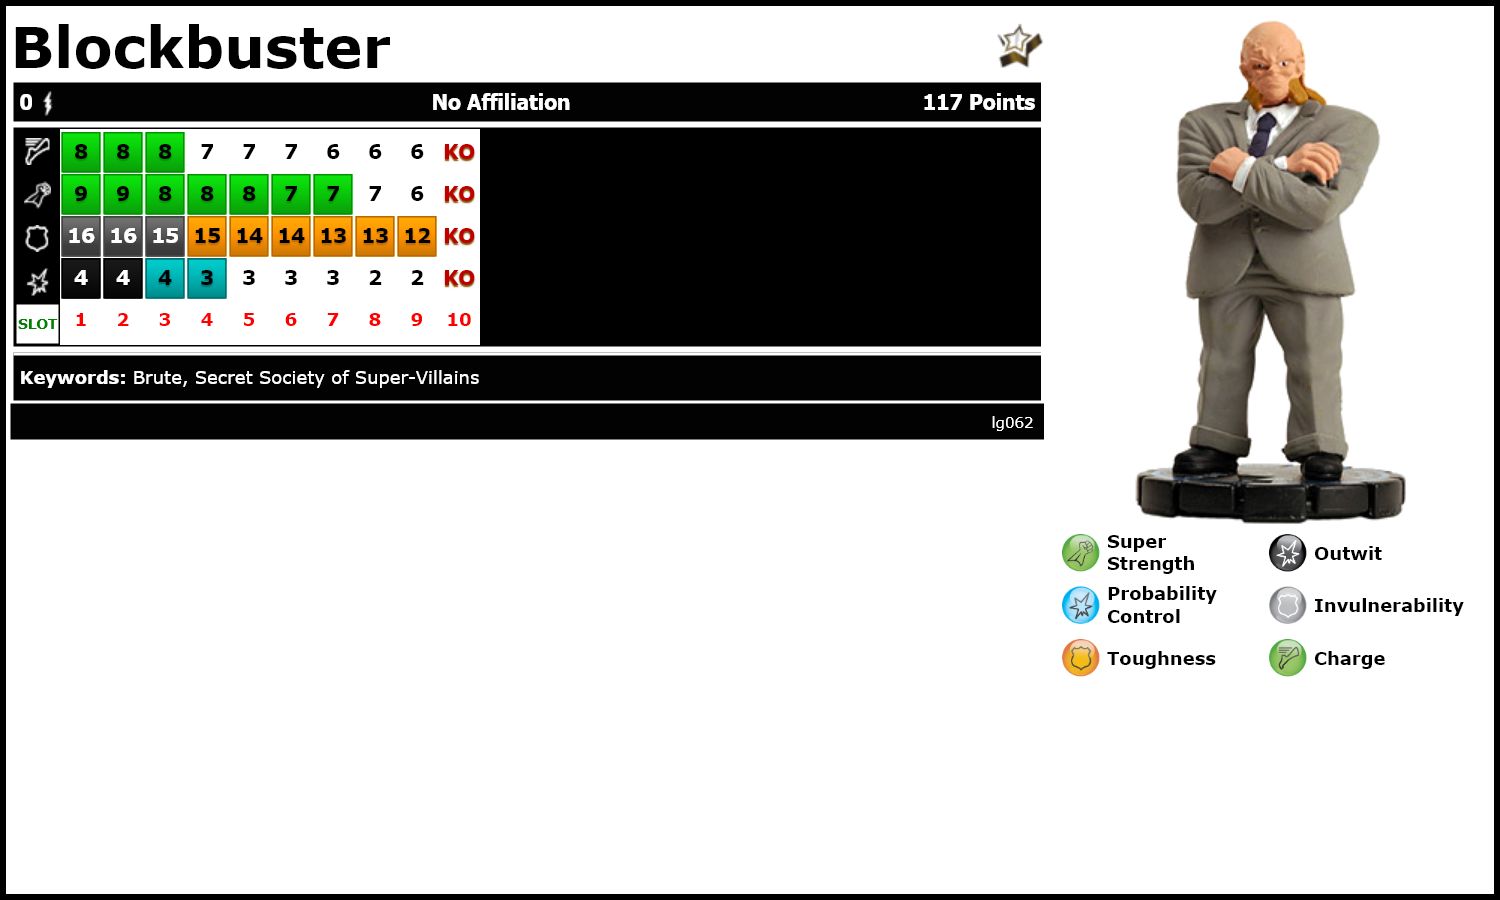 Blockbuster
0 No Affiliation 117 Points
8 8 8 7 7 7 6 6 6 KO
9 9 8 8 8 7 7 7 6 KO
16 16 15 15 14 14 13 13 12 KO
4 4 4 3 3 3 3 2 2 KO
SLOT 1 2 3 4 5 6 7 8 9 10
Keywords: Brute, Secret Society of Super-Villains
lg062
Super
Strength
Outwit
Probability
Control
Invulnerability
Toughness
Charge